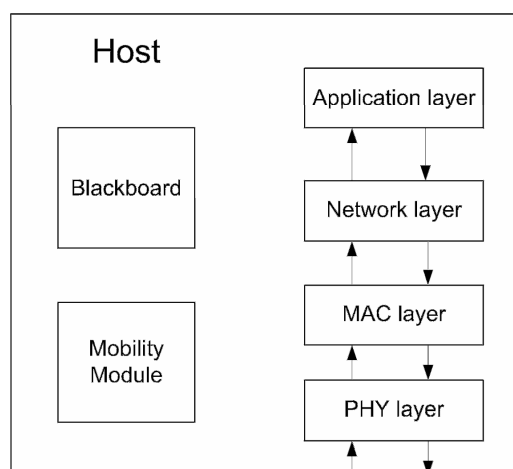 Host
Application layer
Blackboard
Network layer
MAC layer
Mobility
Module
PHY layer